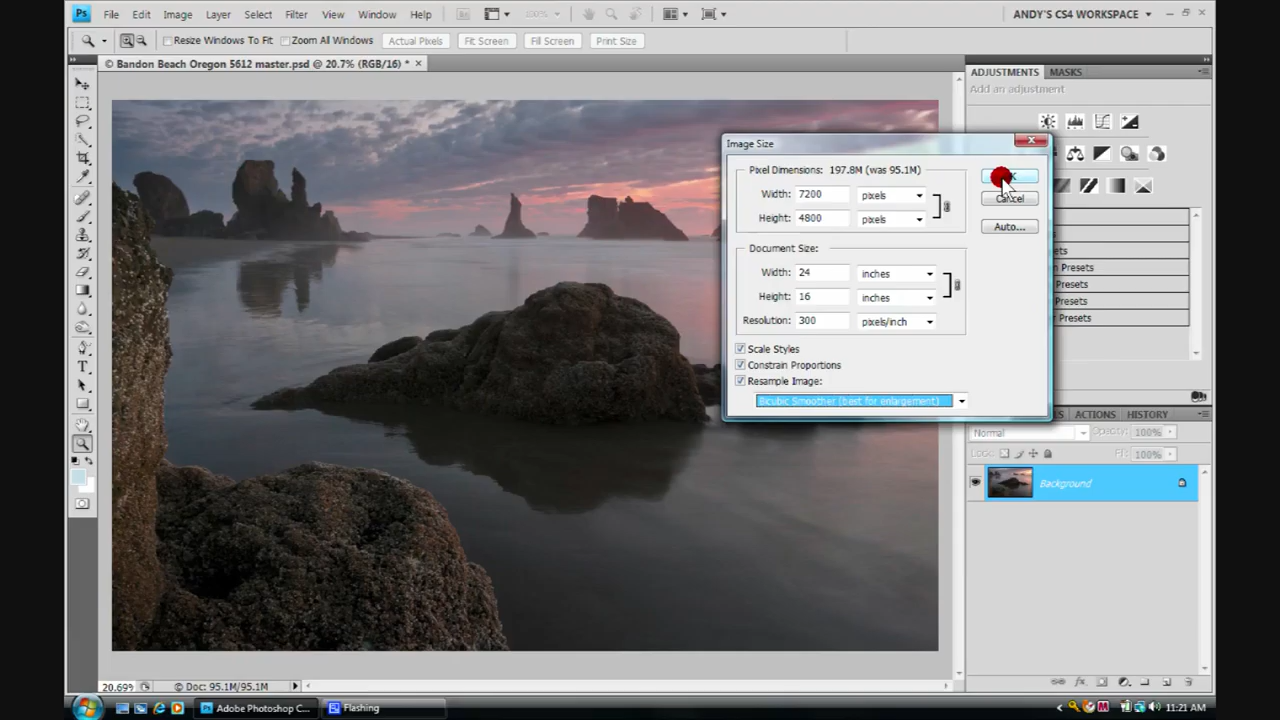 Ps File Edit Image Layer Select Filter Analysis View Window Help Br 100% ANDY'S CS4 WORKSPACE
Resize Windows To Fit Zoom All Windows Actual Pixels Fit Screen Fill Screen Print Size
© Bandon Beach Oregon 5612 master.psd @ 20.7% (RGB/16) *
ADJUSTMENTS MASKS
Add an adjustment
Image Size
Pixel Dimensions: 197.8M (was 95.1M)
Width: 7200 pixels
Height: 4800 pixels
Cancel
Auto...
Document Size:
Width: 24 inches
Height: 16 inches
Resolution: 300 pixels/inch
Scale Styles
Constrain Proportions
Resample Image:
Bicubic Smoother (best for enlargement)
Presets
Presets
Presets
ACTIONS HISTORY
Normal Opacity: 100%
Lock: Fill: 100%
Background
20.69% © Doc: 95.1M/95.1M
Adobe Photoshop C... Flashing 11:21 AM